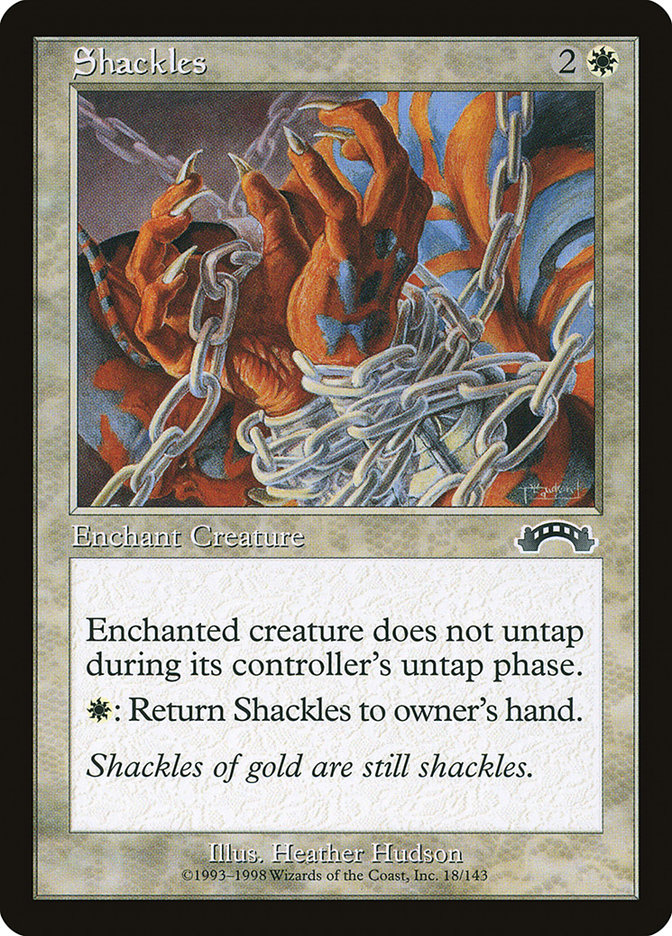 Shackles 2
Enchant Creature
Enchanted creature does not untap
during its controller's untap phase.
: Return Shackles to owner's hand.
Shackles of gold are still shackles.
Illus. Heather Hudson
©1993–1998 Wizards of the Coast, Inc. 18/143